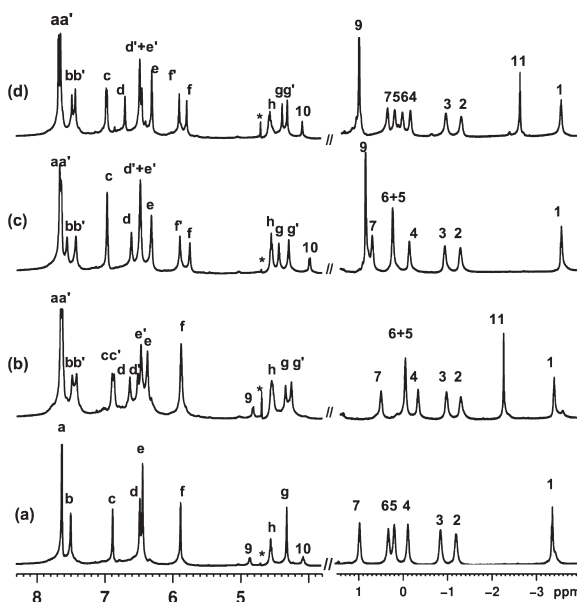 aa' bb' c d d'+e' e f' f * h gg' 10 9 7564 3 2 11 1
(d)
//
aa' bb' c d d'+e' e f' f * h g g' 10 9 7 6+5 4 3 2 1
(c)
//
aa' bb' cc' d d' e' e f h g g' 9 * 7 6+5 4 3 2 11 1
(b)
//
a b c d e f h g 9 * 10 7 65 4 3 2 1
(a)
//
8 7 6 5 4 1 0 -1 -2 -3 ppm